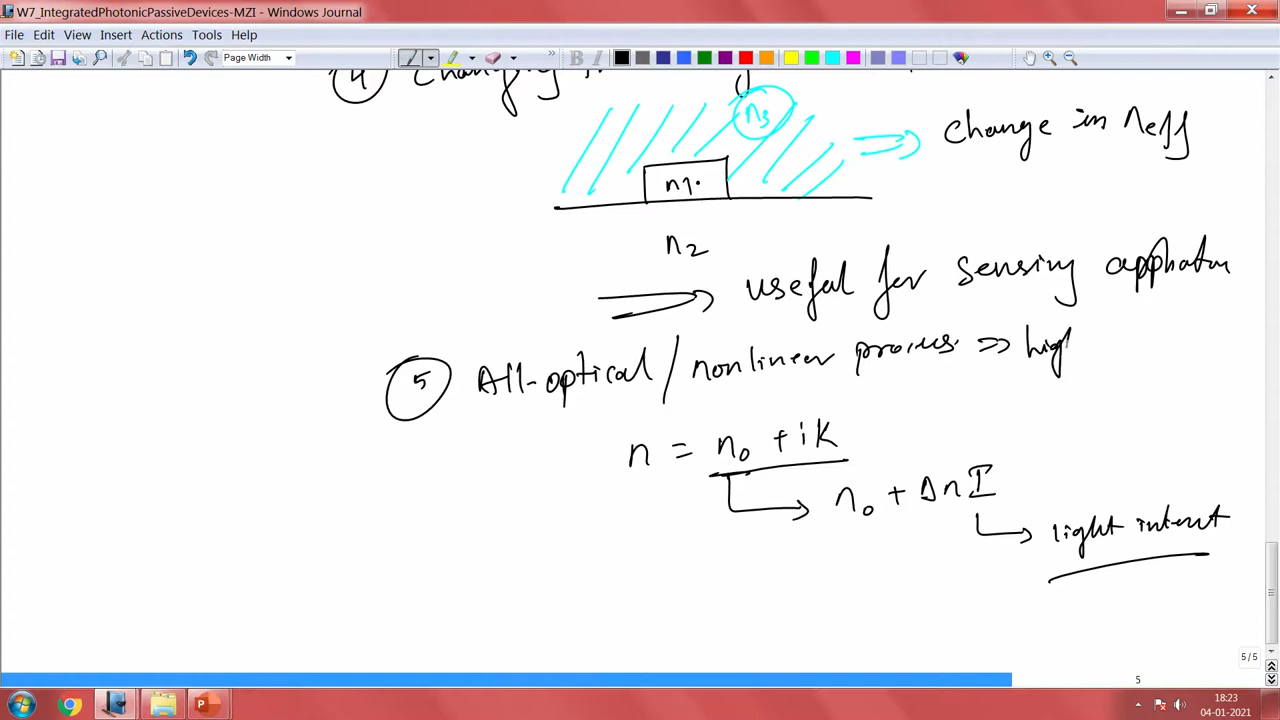 W7_IntegratedPhotonicPassiveDevices-MZI - Windows Journal
File Edit View Insert Actions Tools Help
Page Width
4 changing
n3
change in neff
n1
n2
useful for sensing
5 All-optical / nonlinear process => high
n = n0 + ik
n0 + Δn I
light intensit
5/5
5
18:23
04-01-2021